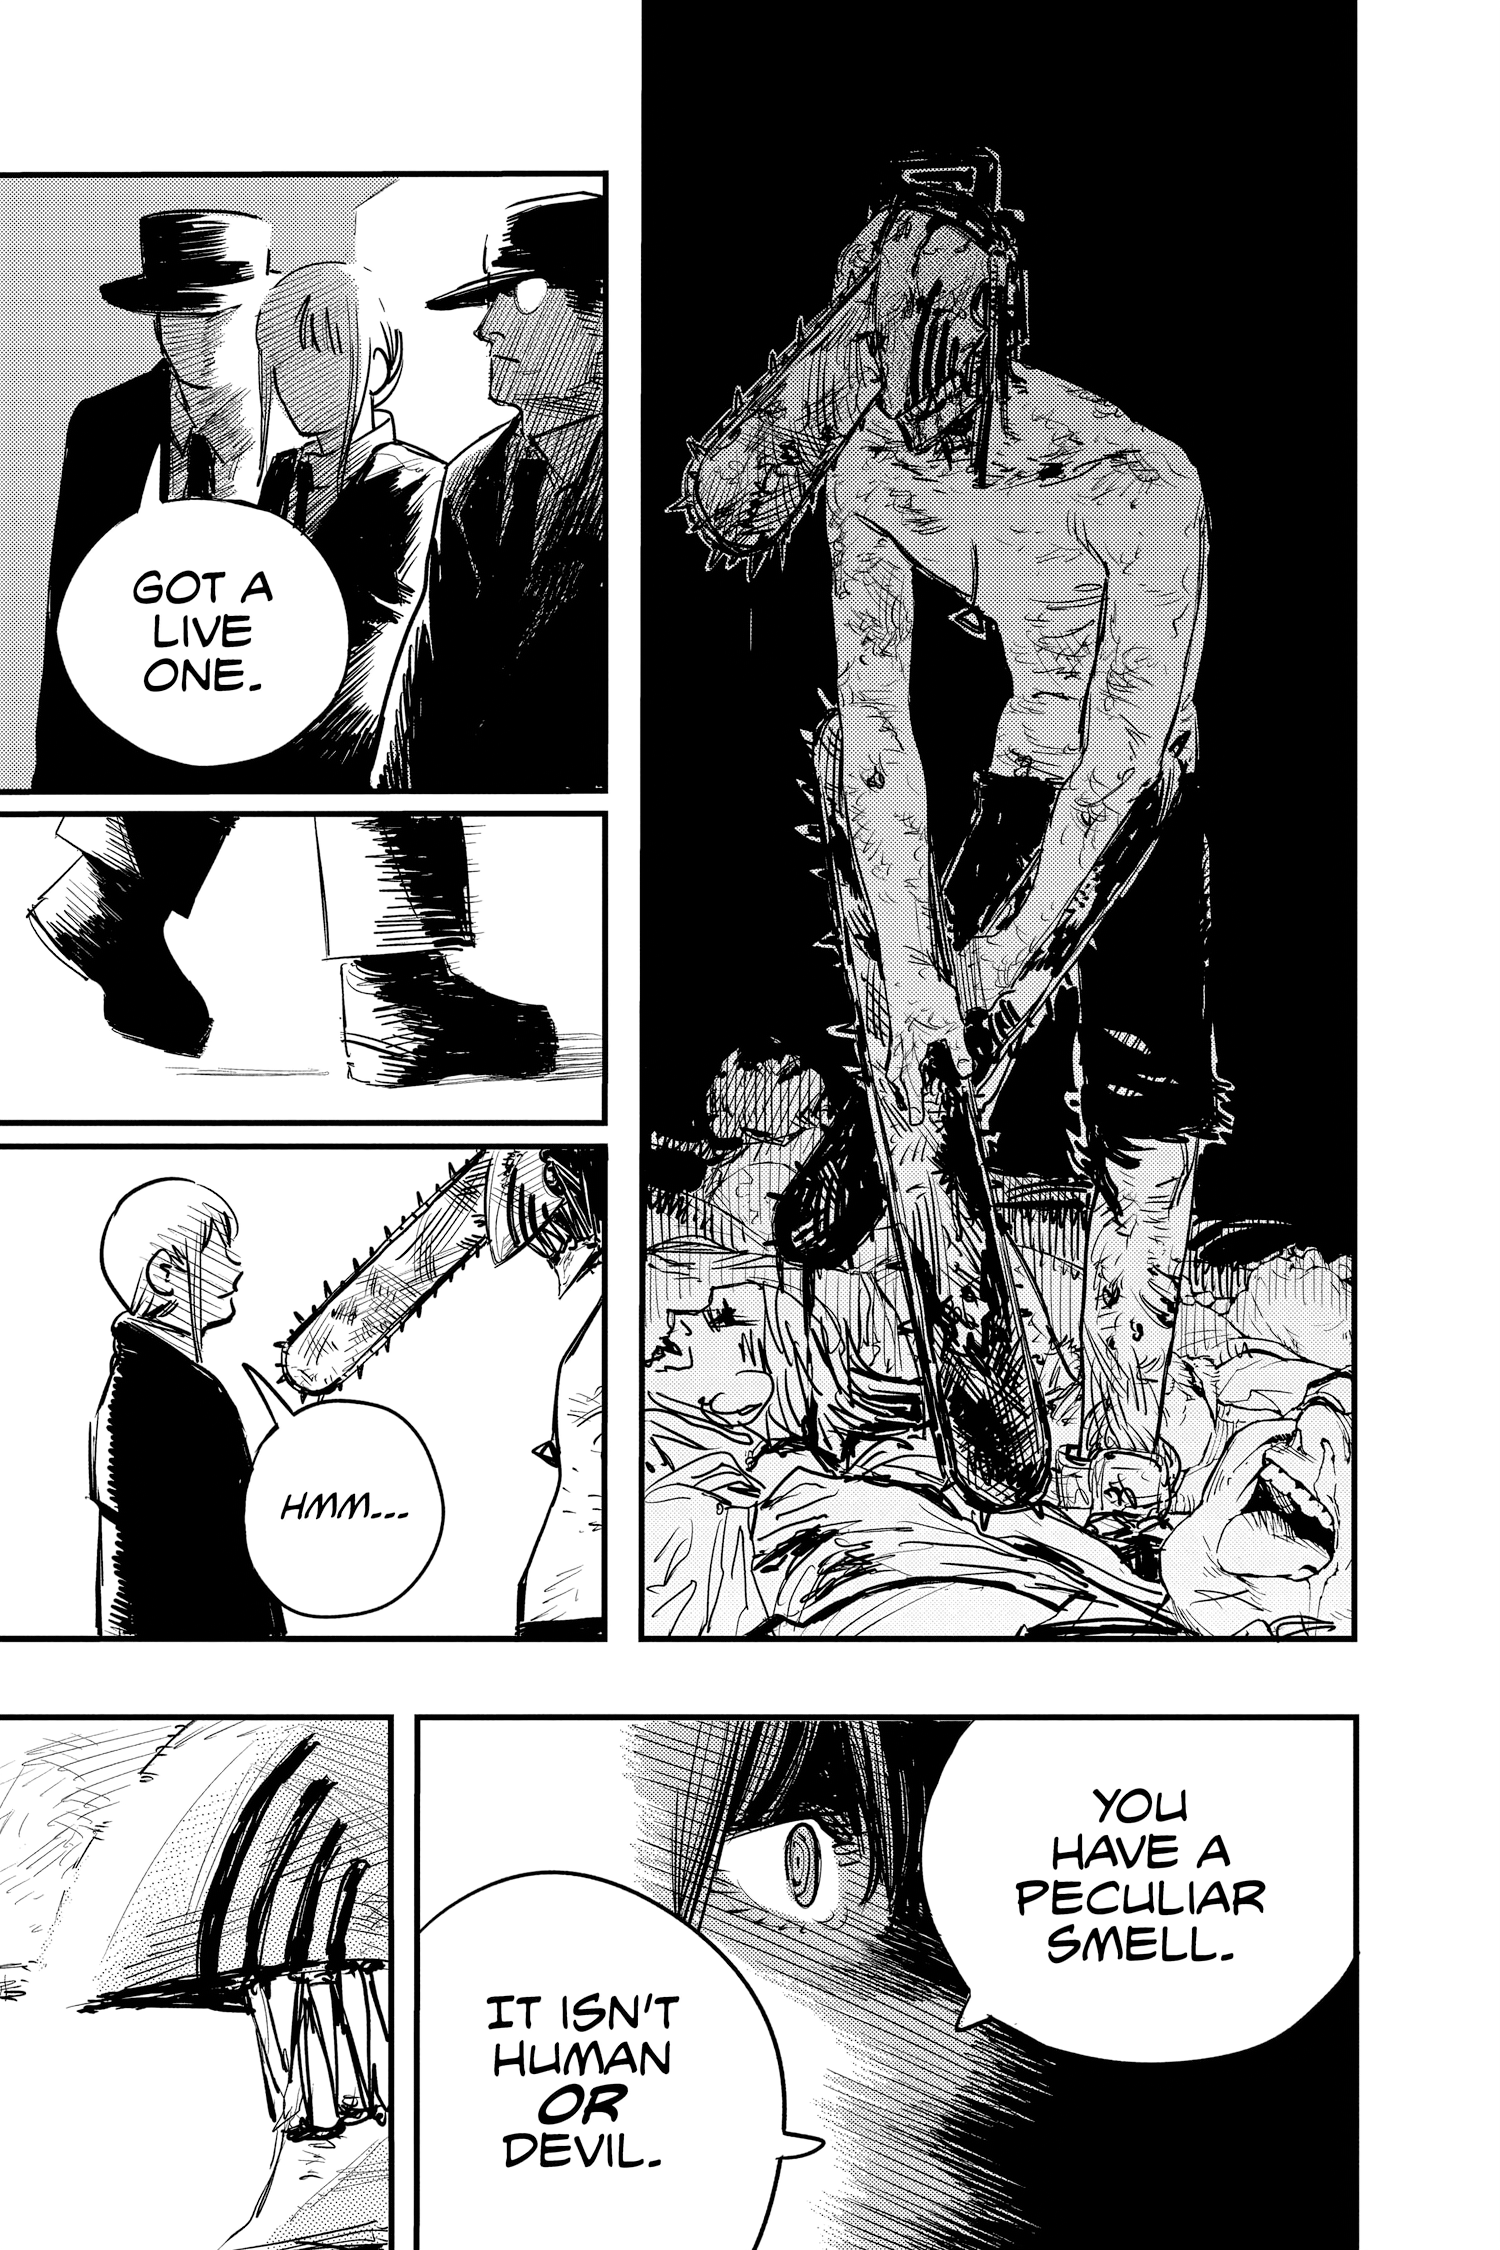 GOT A
LIVE
ONE.
HMM...
YOU
HAVE A
PECULIAR
SMELL.
IT ISN'T
HUMAN
OR
DEVIL.